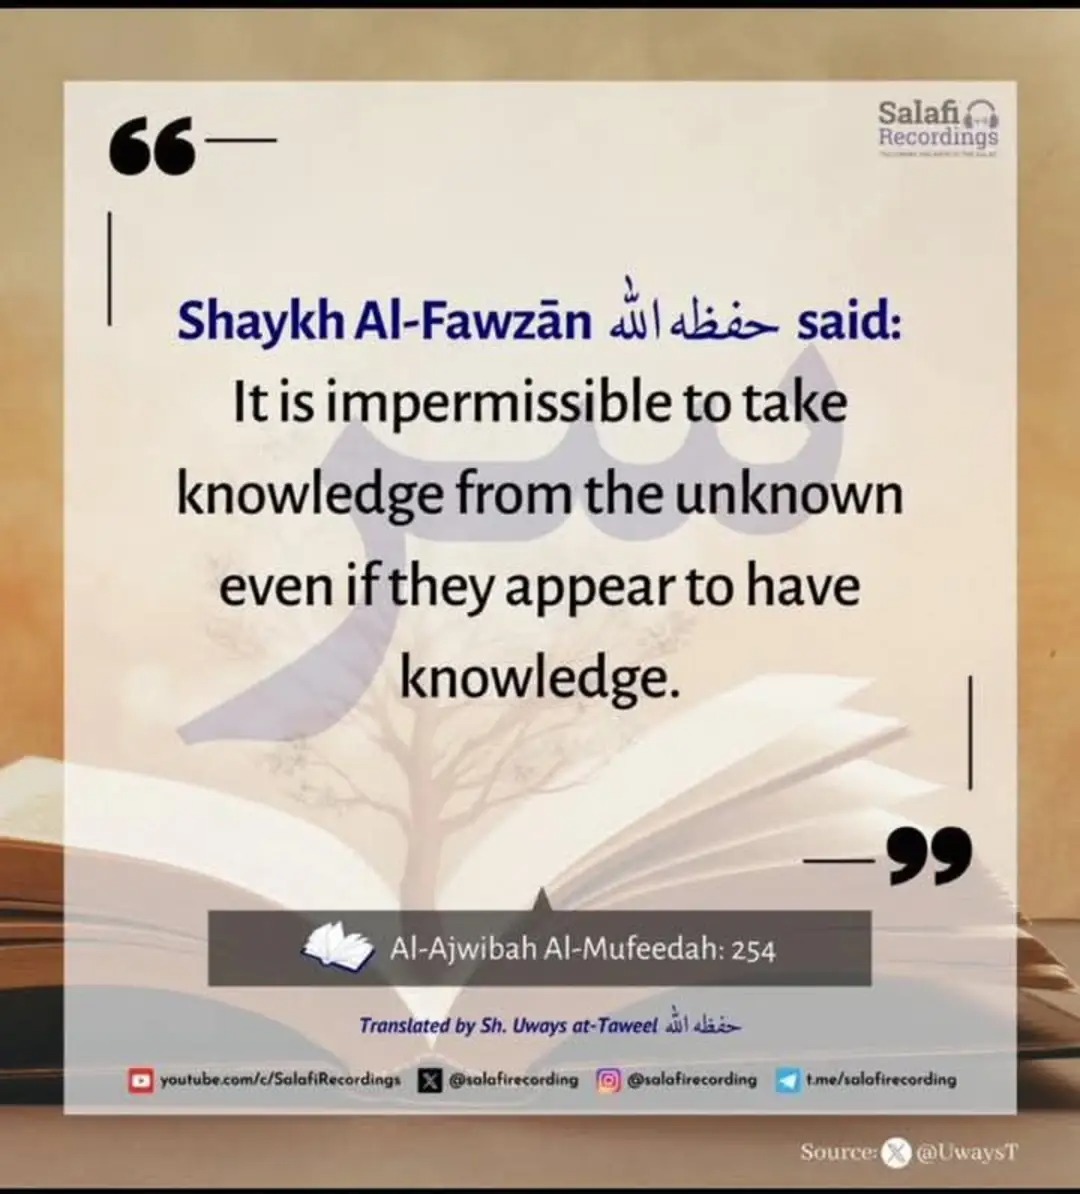 Salafi
Recordings
Shaykh Al-Fawzān حفظه الله said:
It is impermissible to take
knowledge from the unknown
even if they appear to have
knowledge.
Al-Ajwibah Al-Mufeedah: 254
Translated by Sh. Uways at-Taweel حفظه الله
youtube.com/c/SalafiRecordings @salafirecording @salafirecording t.me/salafirecording
Source: @UwaysT